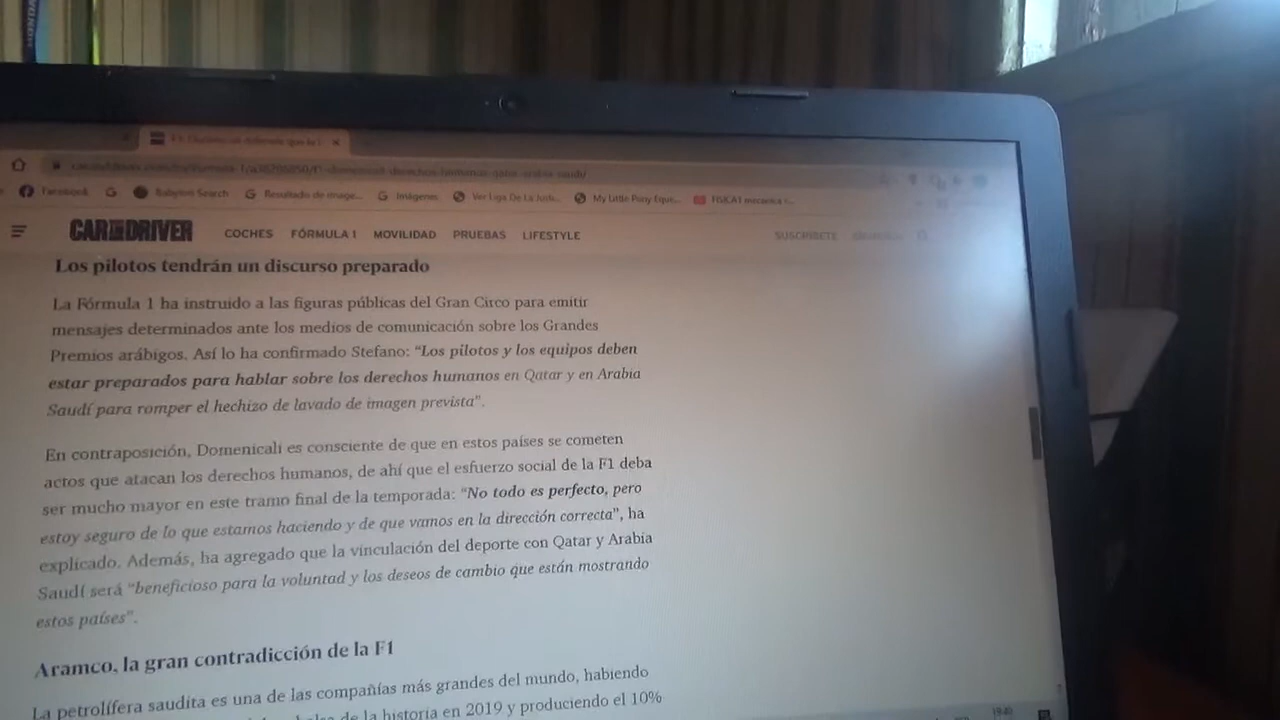 Facebook
G
Babylon Search
G Resultado de image...
G Imágenes
My Little Pony Eque...
CAR AND DRIVER
COCHES FÓRMULA 1 MOVILIDAD PRUEBAS LIFESTYLE
SUSCRÍBETE
Los pilotos tendrán un discurso preparado
La Fórmula 1 ha instruido a las figuras públicas del Gran Circo para emitir
mensajes determinados ante los medios de comunicación sobre los Grandes
Premios arábigos. Así lo ha confirmado Stefano: “Los pilotos y los equipos deben
estar preparados para hablar sobre los derechos humanos en Qatar y en Arabia
Saudí para romper el hechizo de lavado de imagen prevista”.
En contraposición, Domenicali es consciente de que en estos países se cometen
actos que atacan los derechos humanos, de ahí que el esfuerzo social de la F1 deba
ser mucho mayor en este tramo final de la temporada: “No todo es perfecto, pero
estoy seguro de lo que estamos haciendo y de que vamos en la dirección correcta”, ha
explicado. Además, ha agregado que la vinculación del deporte con Qatar y Arabia
Saudí será “beneficioso para la voluntad y los deseos de cambio que están mostrando
estos países”.
Aramco, la gran contradicción de la F1
La petrolífera saudita es una de las compañías más grandes del mundo, habiendo
de la historia en 2019 y produciendo el 10%